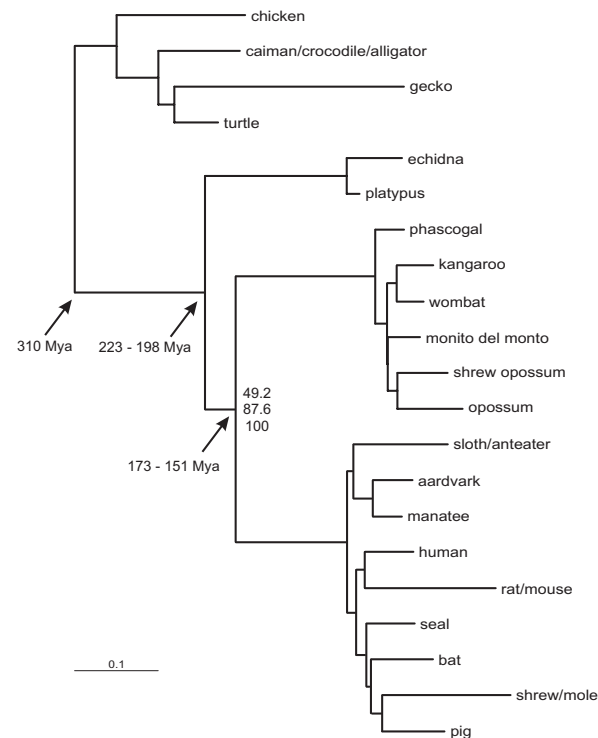 chicken
caiman/crocodile/alligator
gecko
turtle
echidna
platypus
phascogal
kangaroo
wombat
310 Mya
223 - 198 Mya
monito del monto
shrew opossum
49.2
87.6
100
opossum
173 - 151 Mya
sloth/anteater
aardvark
manatee
human
rat/mouse
seal
bat
0.1
shrew/mole
pig